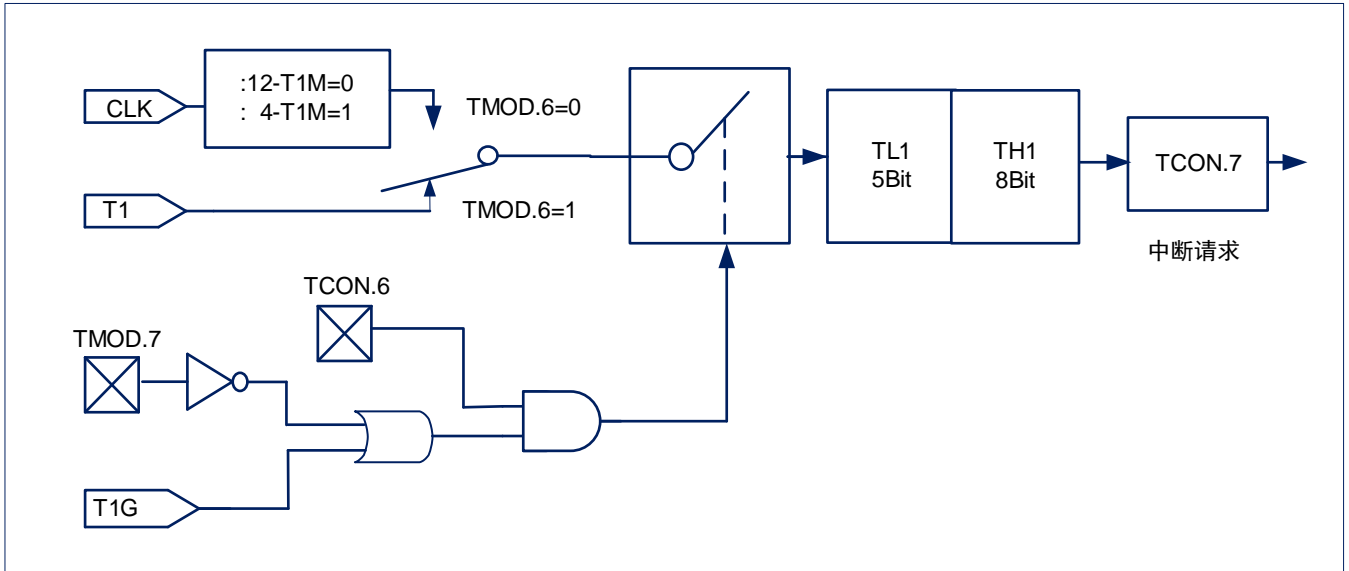 CLK
:12-T1M=0
: 4-T1M=1
TMOD.6=0
T1
TMOD.6=1
TL1
5Bit
TH1
8Bit
TCON.7
中断请求
TCON.6
TMOD.7
T1G